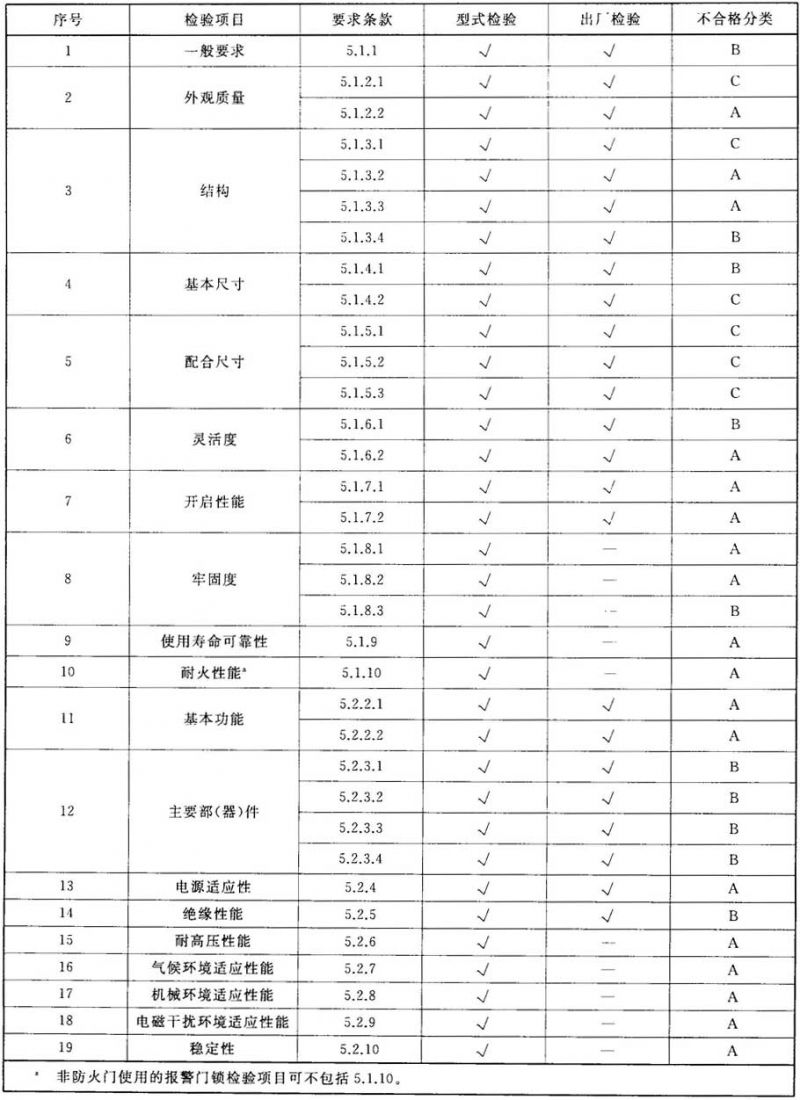 序号 检验项目 要求条款 型式检验 出厂检验 不合格分类
1 一般要求 5.1.1 √ √ B
2 外观质量 5.1.2.1 √ √ C
5.1.2.2 √ √ A
3 结构 5.1.3.1 √ √ C
5.1.3.2 √ √ A
5.1.3.3 √ √ A
5.1.3.4 √ √ B
4 基本尺寸 5.1.4.1 √ √ B
5.1.4.2 √ √ C
5 配合尺寸 5.1.5.1 √ √ C
5.1.5.2 √ √ C
5.1.5.3 √ √ C
6 灵活度 5.1.6.1 √ √ B
5.1.6.2 √ √ A
7 开启性能 5.1.7.1 √ √ A
5.1.7.2 √ √ A
8 牢固度 5.1.8.1 √ — A
5.1.8.2 √ — A
5.1.8.3 √ — B
9 使用寿命可靠性 5.1.9 √ — A
10 耐火性能ᵃ 5.1.10 √ — A
11 基本功能 5.2.2.1 √ √ A
5.2.2.2 √ √ A
12 主要部(器)件 5.2.3.1 √ √ B
5.2.3.2 √ √ B
5.2.3.3 √ √ B
5.2.3.4 √ √ B
13 电源适应性 5.2.4 √ √ A
14 绝缘性能 5.2.5 √ √ B
15 耐高压性能 5.2.6 √ — A
16 气候环境适应性能 5.2.7 √ — A
17 机械环境适应性能 5.2.8 √ — A
18 电磁干扰环境适应性能 5.2.9 √ — A
19 稳定性 5.2.10 √ — A
ᵃ 非防火门使用的报警门锁检验项目可不包括 5.1.10。